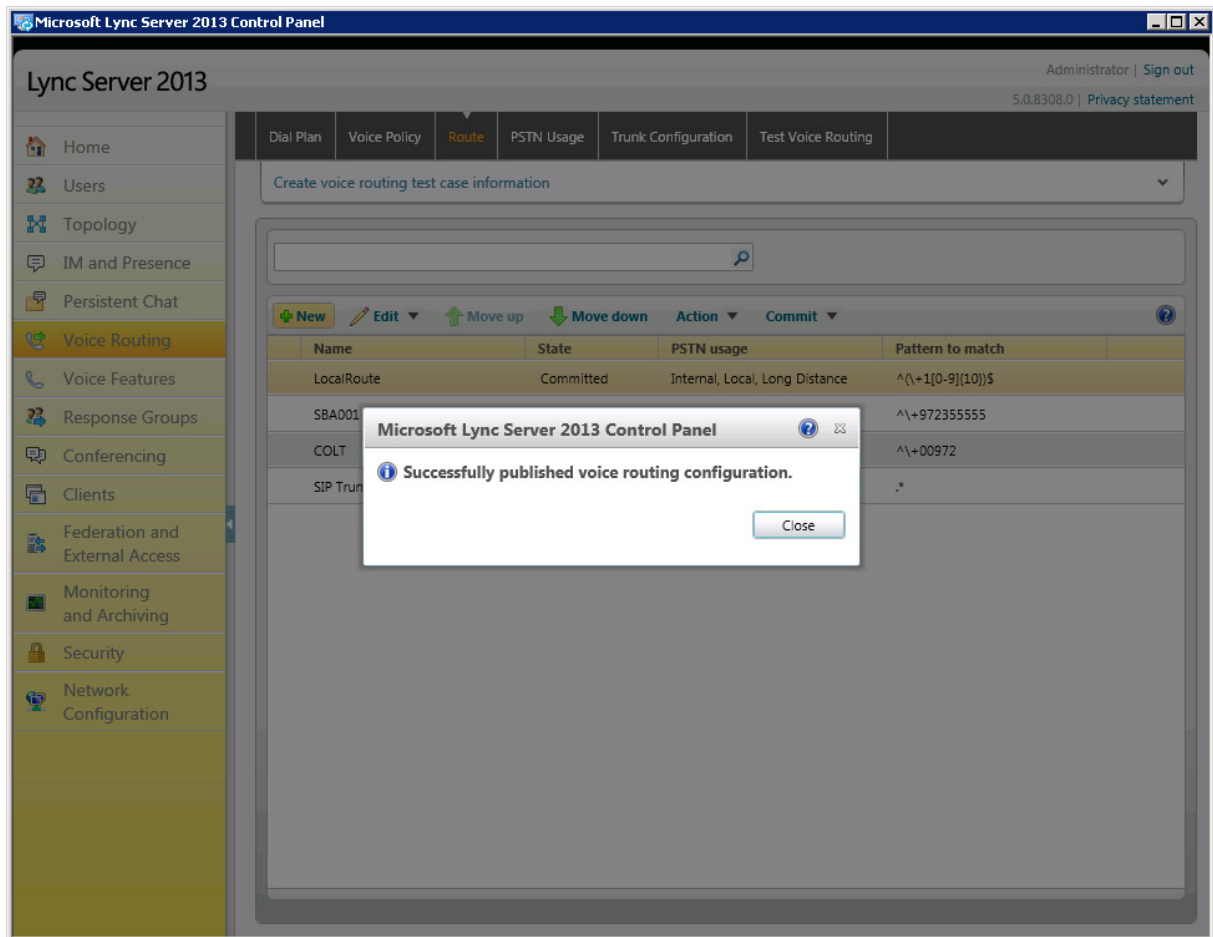 Microsoft Lync Server 2013 Control Panel
Lync Server 2013
Administrator | Sign out
5.0.8308.0 | Privacy statement
Home
Users
Topology
IM and Presence
Persistent Chat
Voice Routing
Voice Features
Response Groups
Conferencing
Clients
Federation and
External Access
Monitoring
and Archiving
Security
Network
Configuration
Dial Plan Voice Policy Route PSTN Usage Trunk Configuration Test Voice Routing
Create voice routing test case information
New Edit Move up Move down Action Commit
Name State PSTN usage Pattern to match
LocalRoute Committed Internal, Local, Long Distance ^(\+1[0-9]{10})$
SBA001 ^\+972355555
COLT ^\+00972
SIP Trun .*
Microsoft Lync Server 2013 Control Panel
Successfully published voice routing configuration.
Close